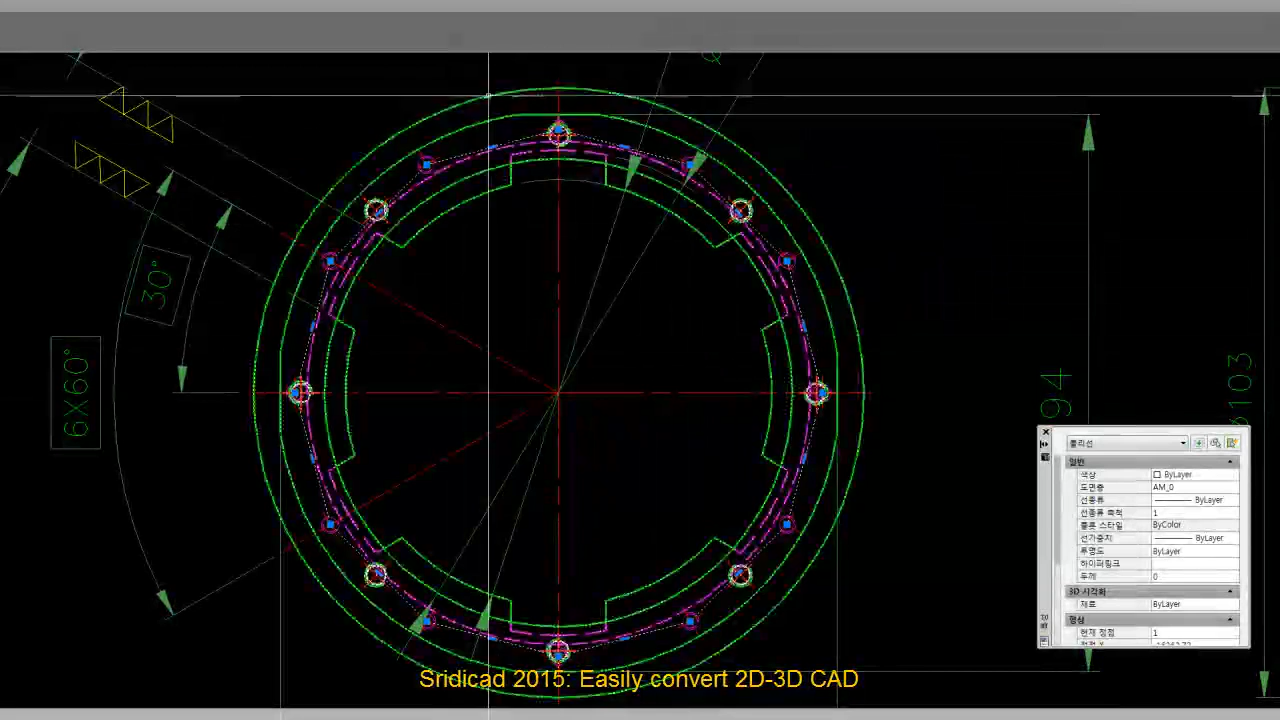 Ø
30°
6X60°
94
103
폴리선
일반
색상 ByLayer
도면층 AM_0
선종류 ByLayer
선종류 축척 1
플롯 스타일 ByColor
선가중치 ByLayer
투명도 ByLayer
하이퍼링크
두께 0
3D 시각화
재료 ByLayer
형상
현재 정점 1
Sridicad 2015: Easily convert 2D-3D CAD